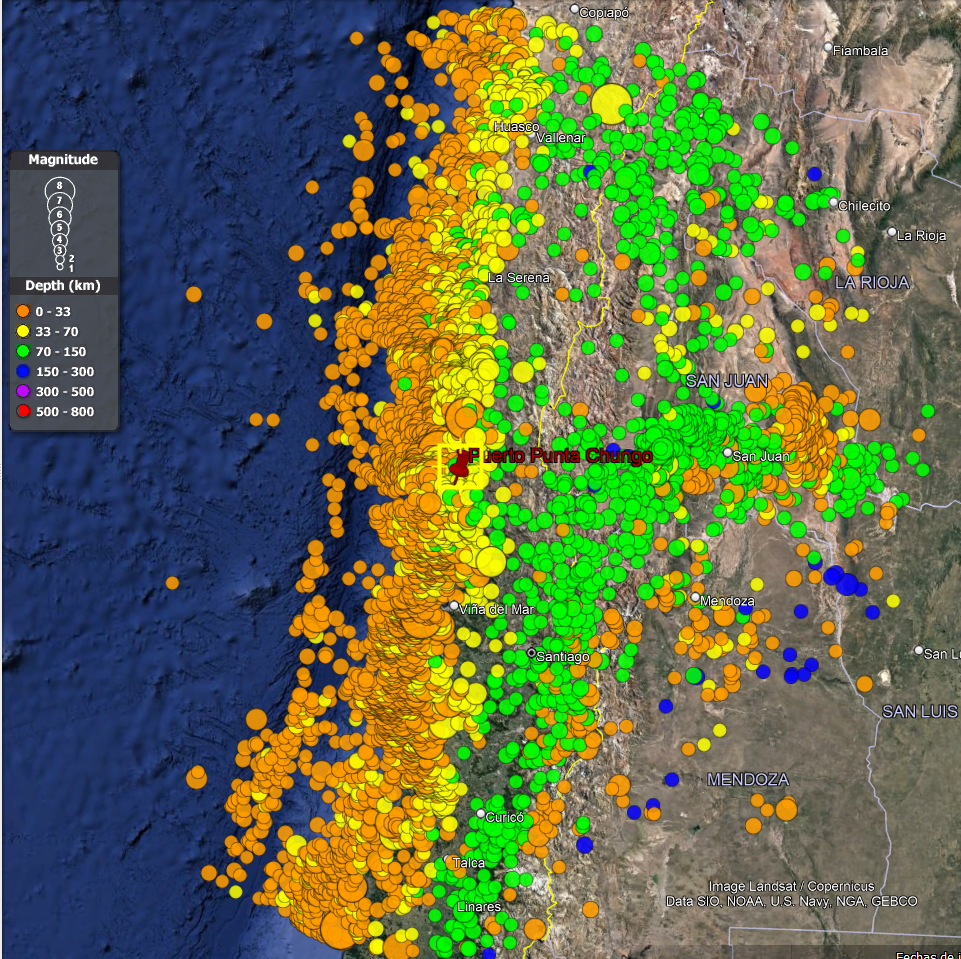 Copiapó
Fiambala
Huasco
Vallenar
Magnitude
8
7
6
5
4
3
2
1
Chilecito
La Rioja
La Serena
LA RIOJA
Depth (km)
0 - 33
33 - 70
70 - 150
150 - 300
300 - 500
500 - 800
SAN JUAN
Puerto Punta Chungo
San Juan
Mendoza
Viña del Mar
Santiago
San Lu
SAN LUIS
MENDOZA
Curicó
Talca
Linares
Image Landsat / Copernicus
Data SIO, NOAA, U.S. Navy, NGA, GEBCO
Fechas de i